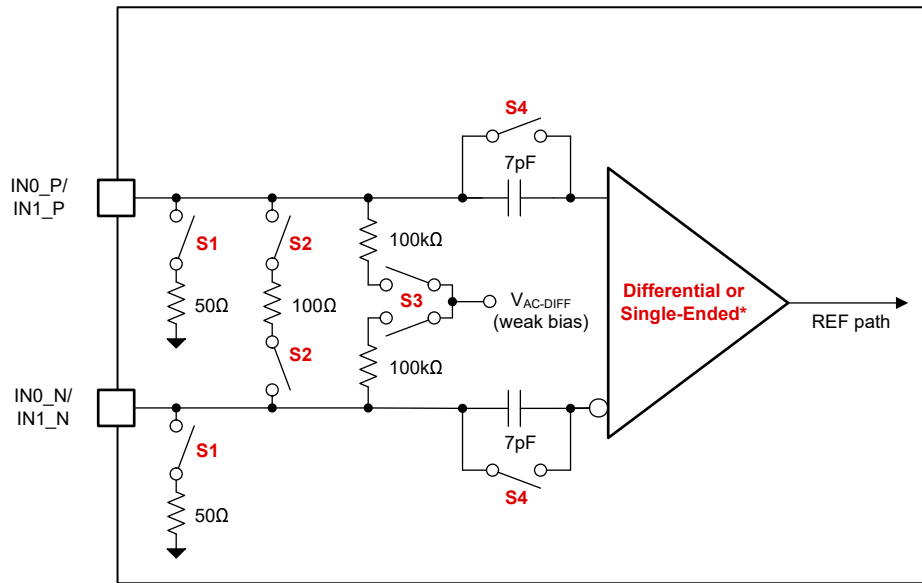 S4
7pF
IN0_P/
IN1_P
S1
S2
100kΩ
50Ω
100Ω
S3
V_AC-DIFF
(weak bias)
Differential or
Single-Ended*
REF path
S2
100kΩ
IN0_N/
IN1_N
S1
7pF
S4
50Ω